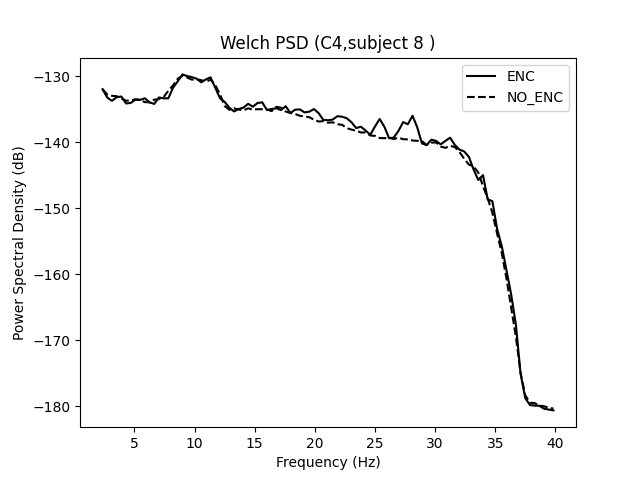 Welch PSD (C4,subject 8 )
ENC
NO_ENC
Power Spectral Density (dB)
−130
−140
−150
−160
−170
−180
5 10 15 20 25 30 35 40
Frequency (Hz)